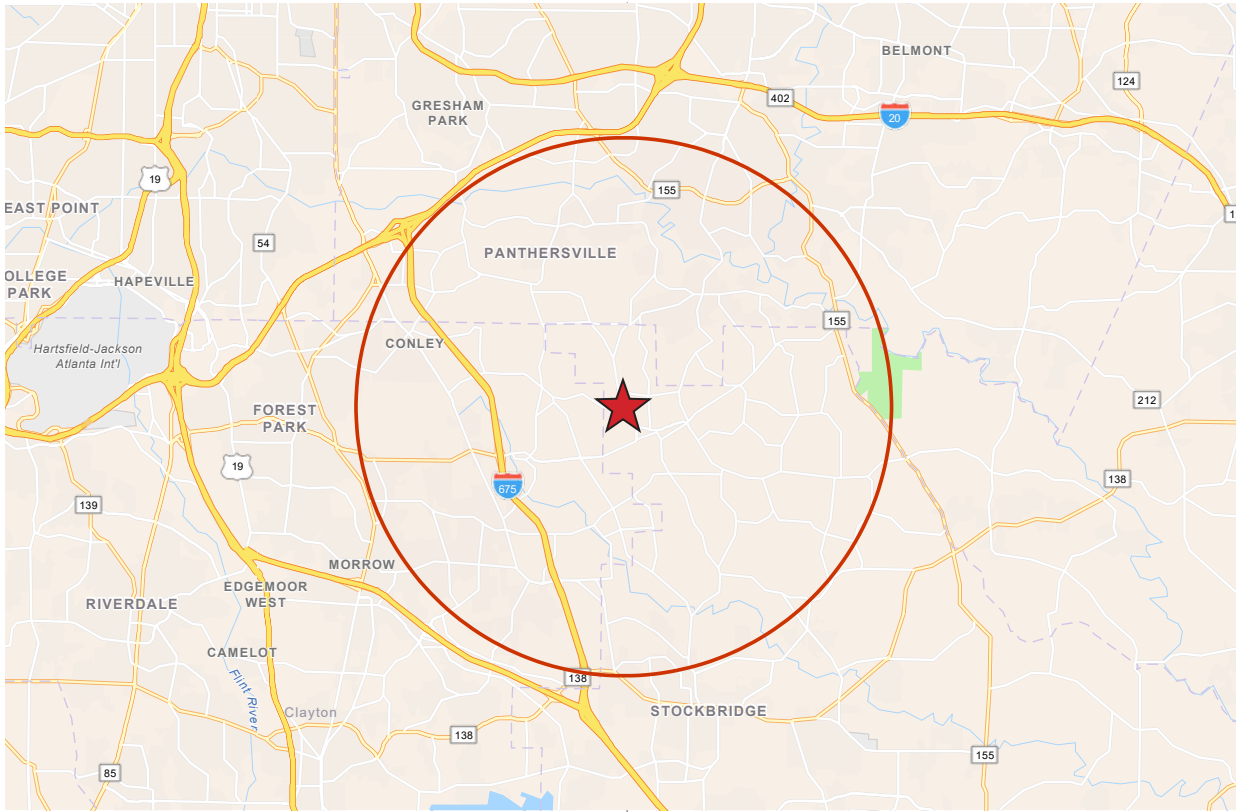 BELMONT
124
402
GRESHAM
PARK
20
19
155
EAST POINT
54
PANTHERSVILLE
OLLEGE
PARK
HAPEVILLE
155
CONLEY
Hartsfield-Jackson
Atlanta Int'l
212
FOREST
PARK
19
138
675
139
MORROW
EDGEMOOR
WEST
RIVERDALE
CAMELOT
138
Flint River
Clayton
STOCKBRIDGE
138
155
85